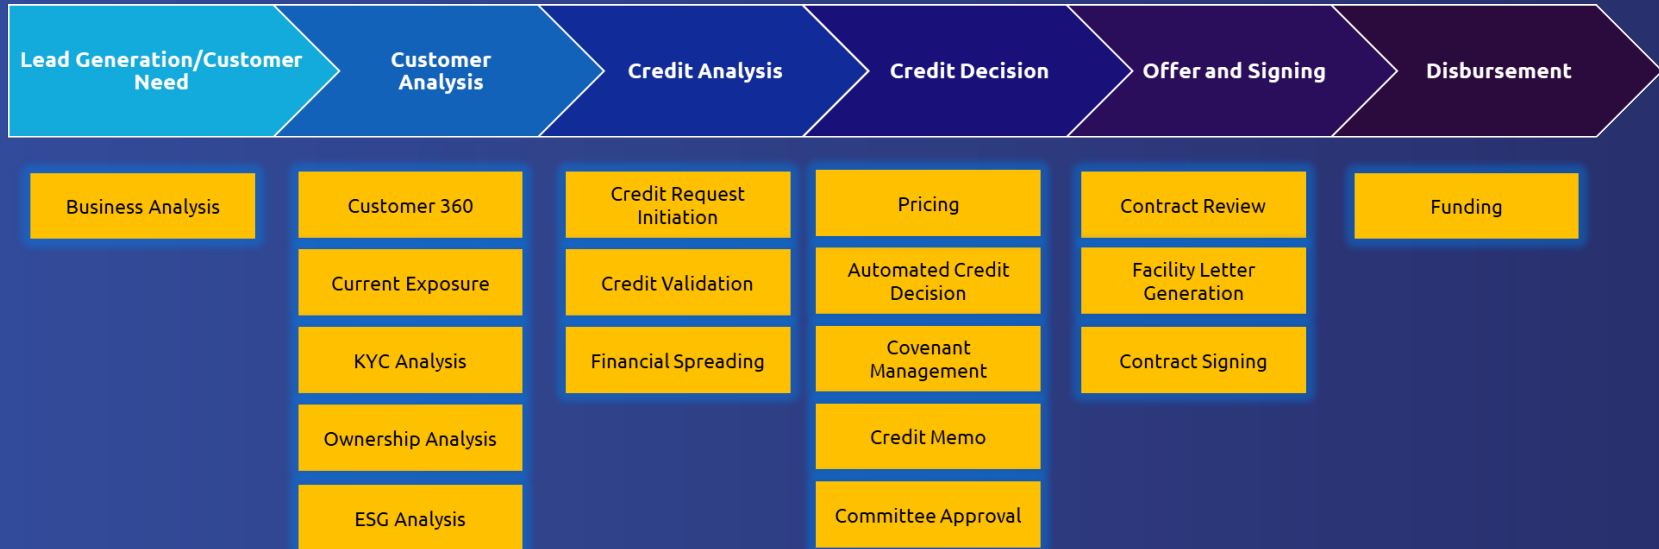 Lead Generation/Customer
Need
Customer
Analysis
Credit Analysis
Credit Decision
Offer and Signing
Disbursement
Business Analysis
Customer 360
Current Exposure
KYC Analysis
Ownership Analysis
ESG Analysis
Credit Request
Initiation
Credit Validation
Financial Spreading
Pricing
Automated Credit
Decision
Covenant
Management
Credit Memo
Committee Approval
Contract Review
Facility Letter
Generation
Contract Signing
Funding